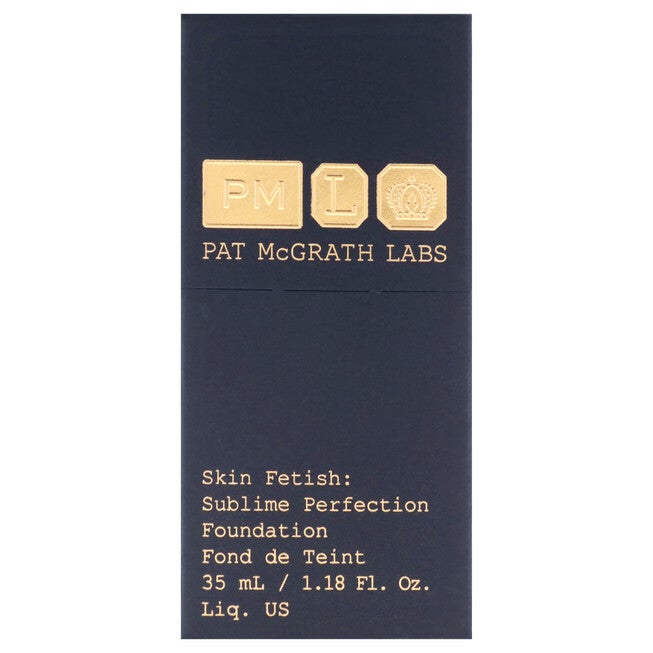 PM L
PAT McGRATH LABS
Skin Fetish:
Sublime Perfection
Foundation
Fond de Teint
35 mL / 1.18 Fl. Oz.
Liq. US